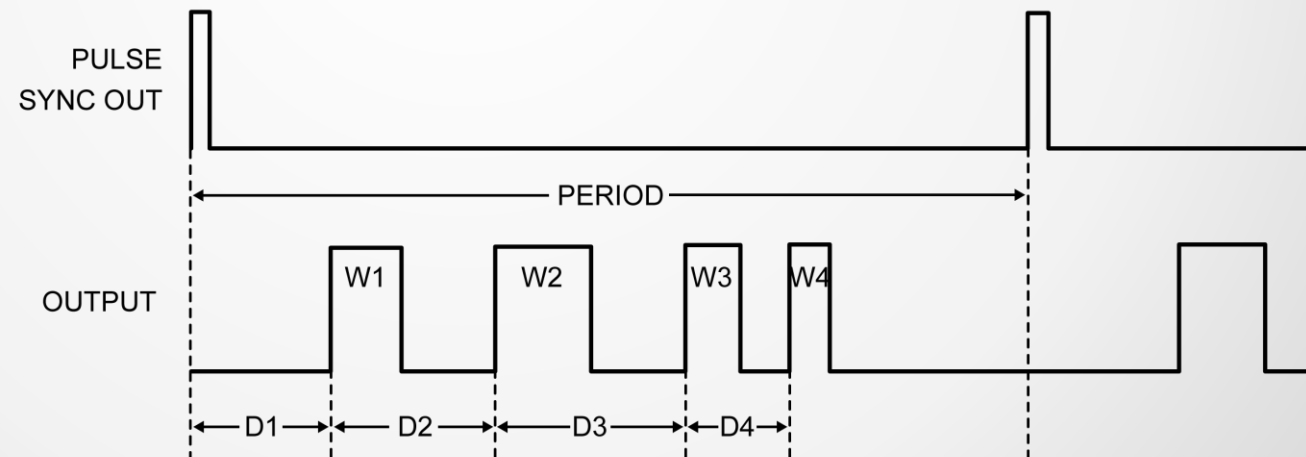 PULSE
SYNC OUT
PERIOD
W1
W2
W3
W4
OUTPUT
D1
D2
D3
D4